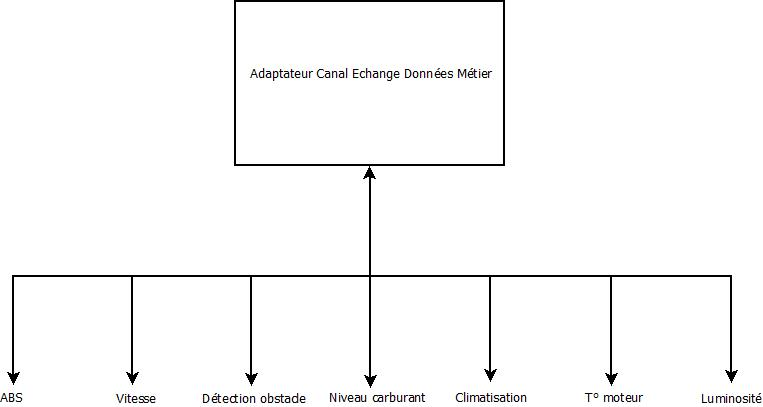 Adaptateur Canal Echange Données Métier
ABS
Vitesse
Détection obstacle
Niveau carburant
Climatisation
T° moteur
Luminosité